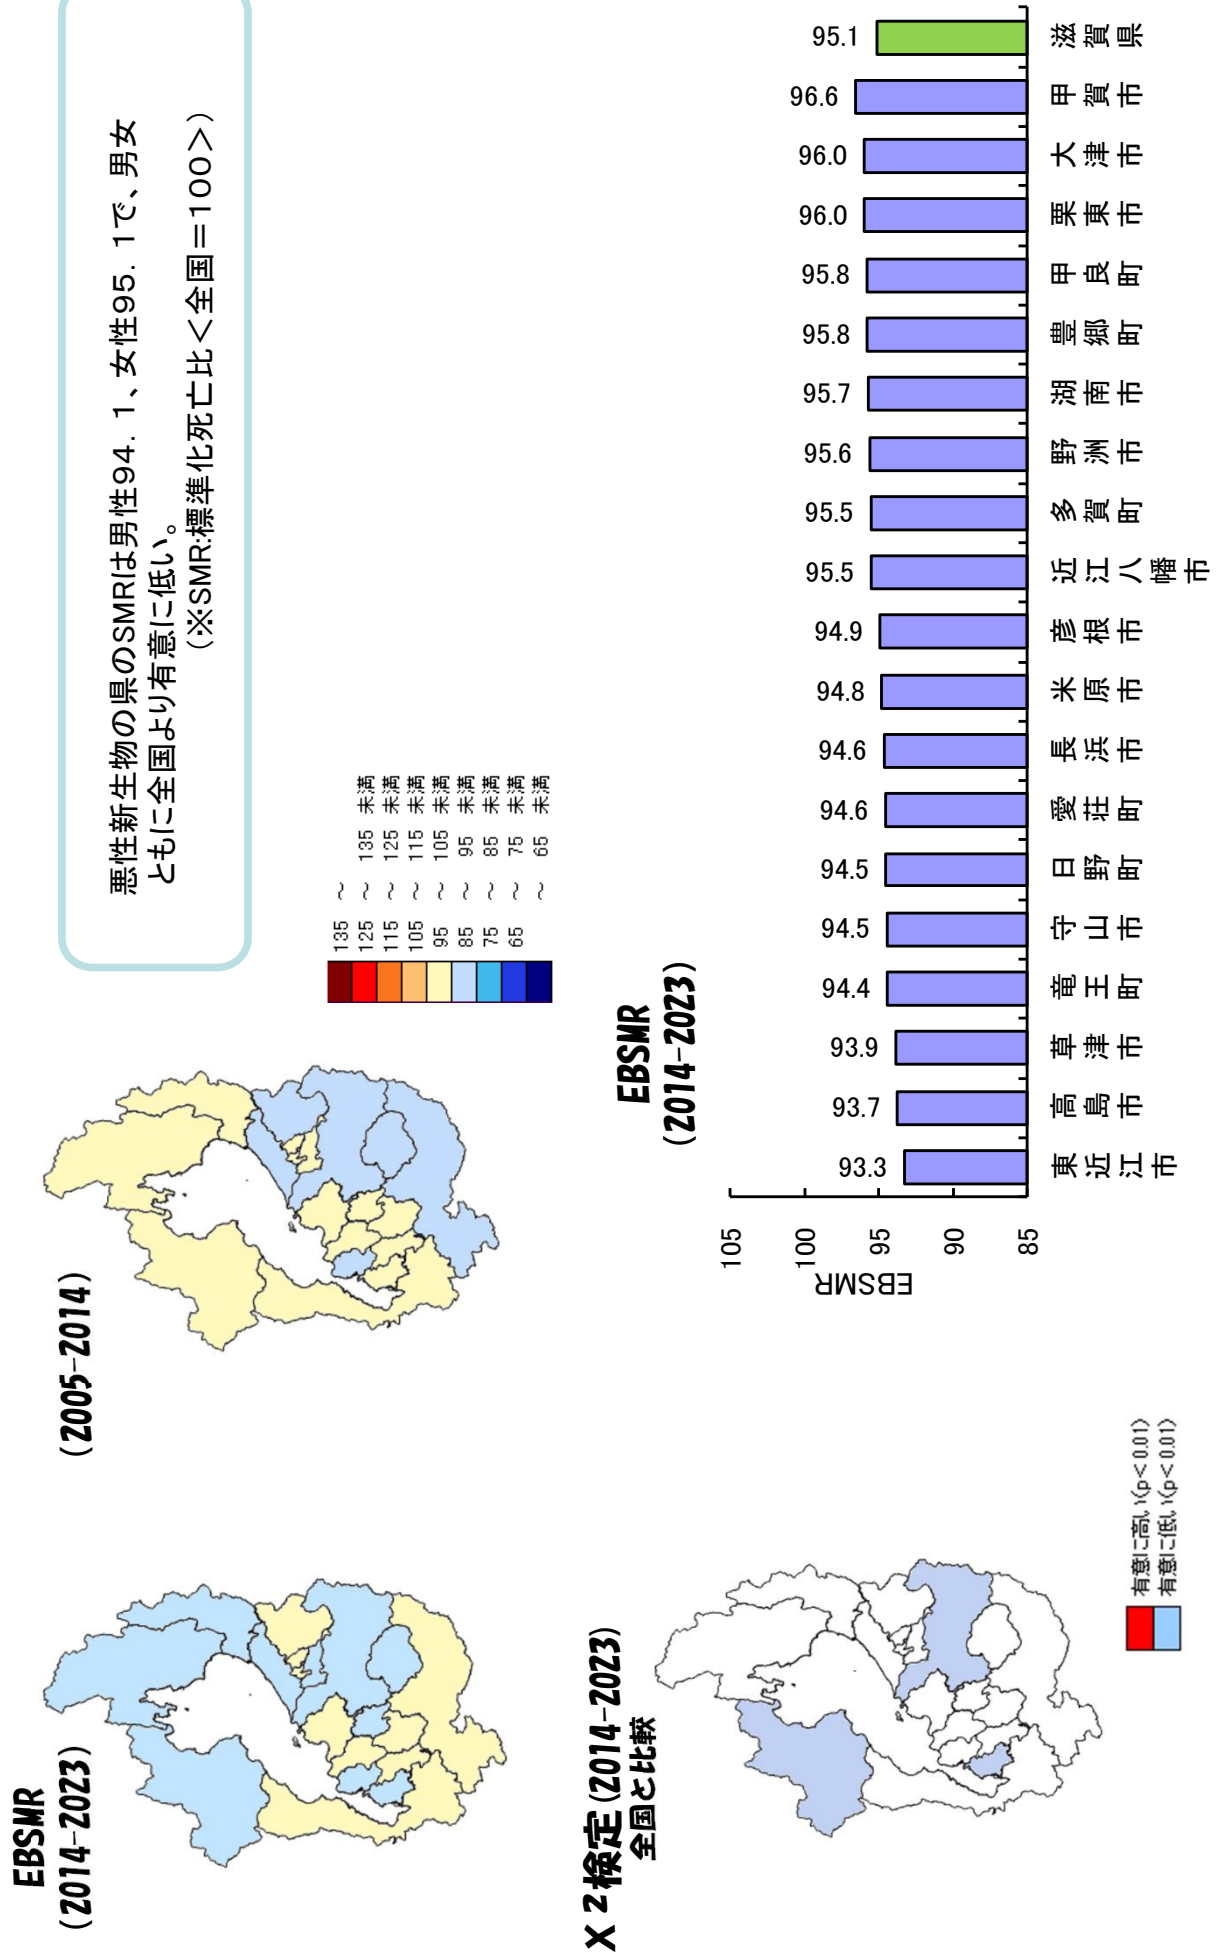 EBSMR
(2014-2023)
(2005-2014)
悪性新生物の県のSMRは男性94．1、女性95．1で、男女
ともに全国より有意に低い。
(※SMR:標準化死亡比＜全国＝100＞)
135 ～
125 ～ 135 未満
115 ～ 125 未満
105 ～ 115 未満
95 ～ 105 未満
85 ～ 95 未満
75 ～ 85 未満
65 ～ 75 未満
～ 65 未満
X²検定(2014-2023)
全国と比較
有意に高い(p<0.01)
有意に低い(p<0.01)
EBSMR
(2014-2023)
EBSMR
105
100
95
90
85
93.3
93.7
93.9
94.4
94.5
94.5
94.6
94.6
94.8
94.9
95.5
95.5
95.6
95.7
95.8
95.8
96.0
96.0
96.6
95.1
東近江市
高島市
草津市
竜王町
守山市
日野町
愛荘町
長浜市
米原市
彦根市
近江八幡市
多賀町
野洲市
湖南市
豊郷町
甲良町
栗東市
大津市
甲賀市
滋賀県